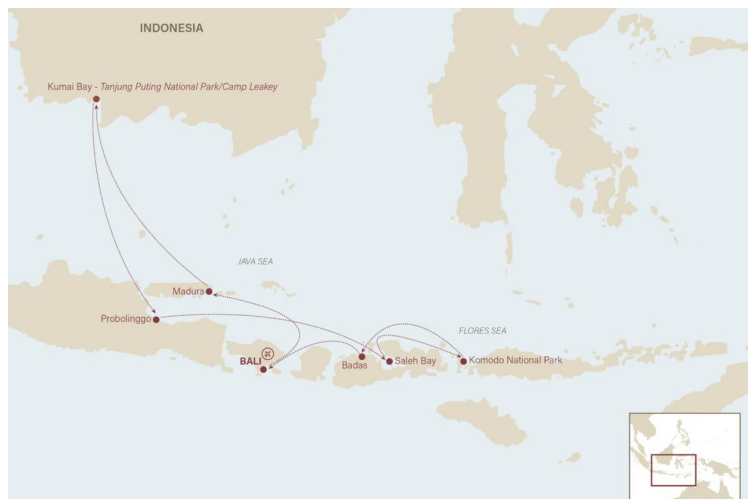 INDONESIA
Kumai Bay - Tanjung Puting National Park/Camp Leakey
JAVA SEA
Madura
Probolinggo
FLORES SEA
BALI
Badas
Saleh Bay
Komodo National Park